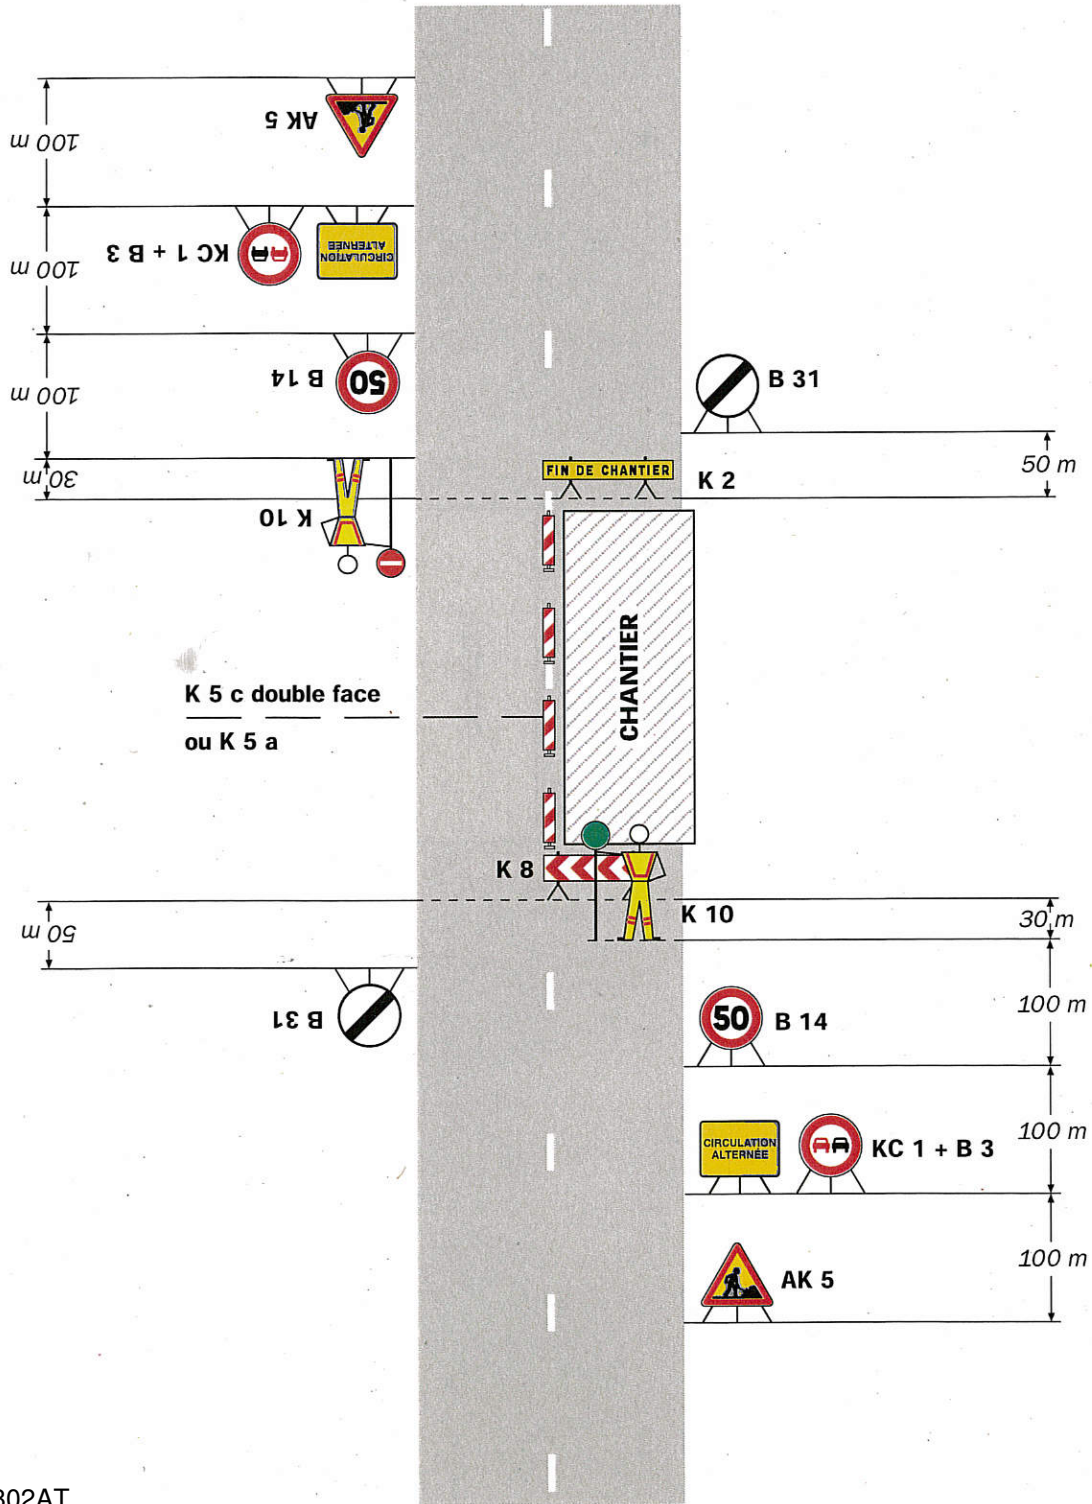 AK 5
100 m
KC 1 + B 3
CIRCULATION
ALTERNÉE
100 m
B 14
50
100 m
B 31
30 m
K 10
FIN DE CHANTIER
K 2
50 m
CHANTIER
K 5 c double face
ou K 5 a
K 8
K 10
30 m
50 m
B 31
50
B 14
100 m
CIRCULATION
ALTERNÉE
KC 1 + B 3
100 m
AK 5
100 m
302AT